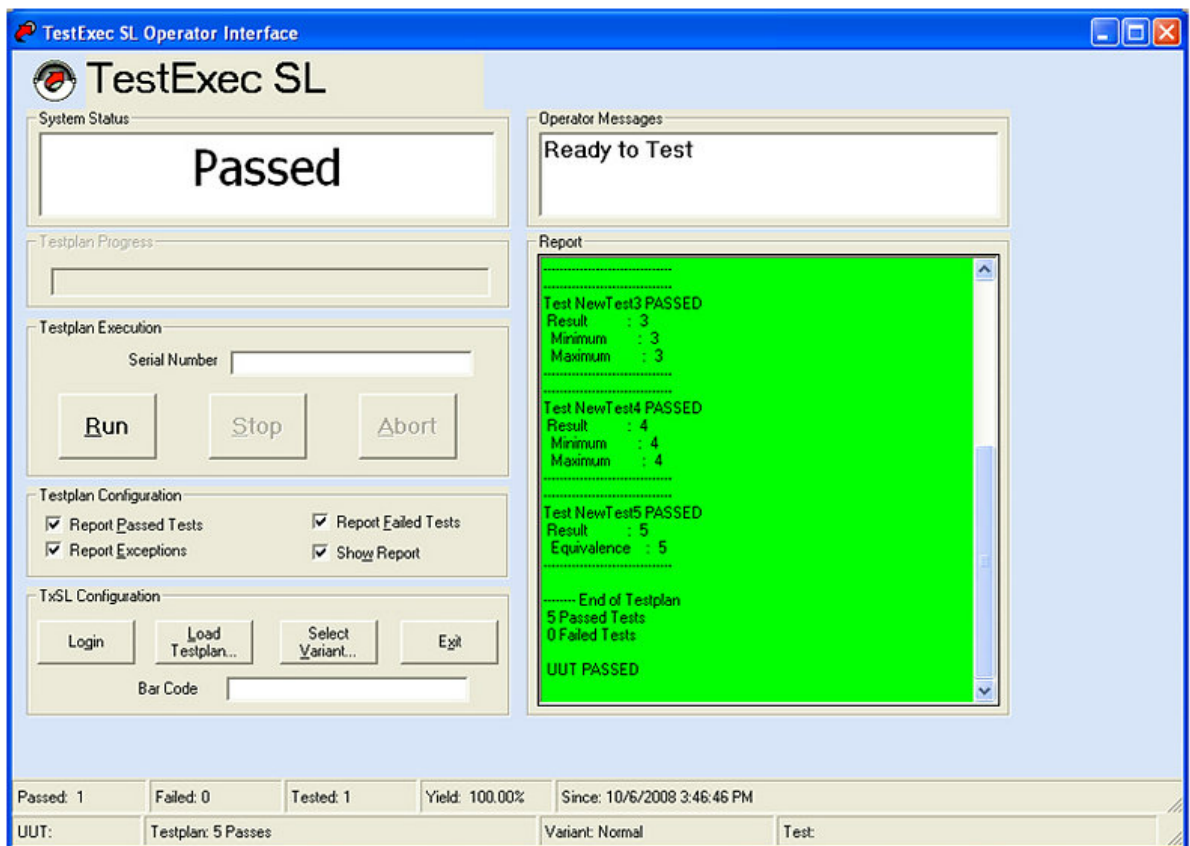 TestExec SL Operator Interface
TestExec SL
System Status
Passed
Operator Messages
Ready to Test
Testplan Progress
Testplan Execution
Serial Number
Run
Stop
Abort
Testplan Configuration
Report Passed Tests
Report Failed Tests
Report Exceptions
Show Report
TxSL Configuration
Login
Load
Testplan...
Select
Variant...
Exit
Bar Code
Report
--------------------------------
--------------------------------
Test NewTest3 PASSED
Result : 3
Minimum : 3
Maximum : 3
--------------------------------
--------------------------------
Test NewTest4 PASSED
Result : 4
Minimum : 4
Maximum : 4
--------------------------------
--------------------------------
Test NewTest5 PASSED
Result : 5
Equivalence : 5
--------------------------------
-------- End of Testplan
5 Passed Tests
0 Failed Tests
UUT PASSED
Passed: 1
Failed: 0
Tested: 1
Yield: 100.00%
Since: 10/6/2008 3:46:46 PM
UUT:
Testplan: 5 Passes
Variant: Normal
Test: